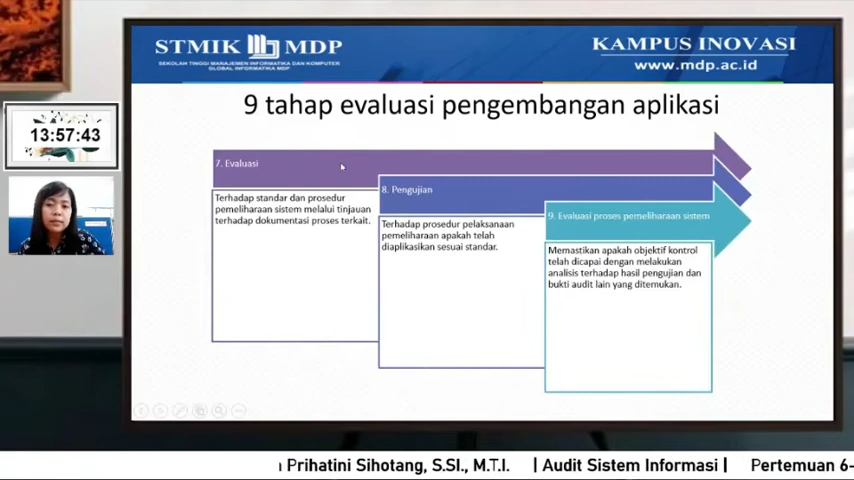 STMIK MDP
SEKOLAH TINGGI MANAJEMEN INFORMATIKA DAN KOMPUTER
GLOBAL INFORMATIKA MDP
KAMPUS INOVASI
www.mdp.ac.id
9 tahap evaluasi pengembangan aplikasi
13:57:43
7. Evaluasi
Terhadap standar dan prosedur
pemeliharaan sistem melalui tinjauan
terhadap dokumentasi proses terkait.
8. Pengujian
Terhadap prosedur pelaksanaan
pemeliharaan apakah telah
diaplikasikan sesuai standar.
9. Evaluasi proses pemeliharaan sistem
Memastikan apakah objektif kontrol
telah dicapai dengan melakukan
analisis terhadap hasil pengujian dan
bukti audit lain yang ditemukan.
Prihatini Sihotang, S.SI., M.T.I. | Audit Sistem Informasi | Pertemuan 6-